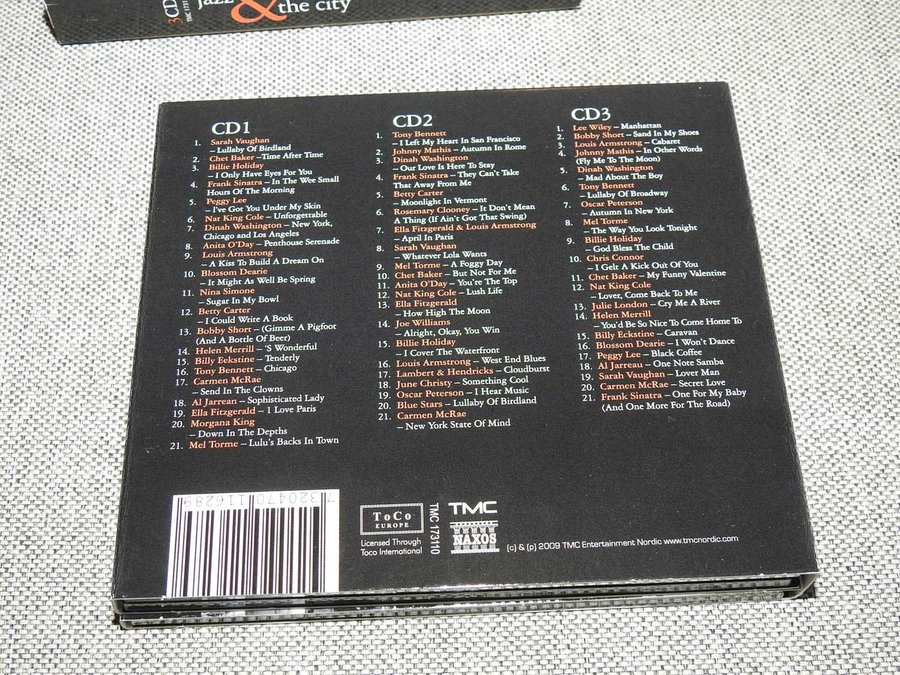 3CD
TMC 1731
jazz & the city
CD1
1. Sarah Vaughan
– Lullaby Of Birdland
2. Chet Baker – Time After Time
3. Billie Holiday
– I Only Have Eyes For You
4. Frank Sinatra – In The Wee Small
Hours Of The Morning
5. Peggy Lee
– I've Got You Under My Skin
6. Nat King Cole – Unforgettable
7. Dinah Washington – New York,
Chicago and Los Angeles
8. Anita O'Day – Penthouse Serenade
9. Louis Armstrong
– A Kiss To Build A Dream On
10. Blossom Dearie
– It Might As Well Be Spring
11. Nina Simone
– Sugar In My Bowl
12. Betty Carter
– I Could Write A Book
13. Bobby Short – (Gimme A Pigfoot
(And A Bottle Of Beer)
14. Helen Merrill – 'S Wonderful
15. Billy Eckstine – Tenderly
16. Tony Bennett – Chicago
17. Carmen McRae
– Send In The Clowns
18. Al Jarrean – Sophisticated Lady
19. Ella Fitzgerald – I Love Paris
20. Morgana King
– Down In The Depths
21. Mel Torme – Lulu's Backs In Town
CD2
1. Tony Bennett
– I Left My Heart In San Francisco
2. Johnny Mathis – Autumn In Rome
3. Dinah Washington
– Our Love Is Here To Stay
4. Frank Sinatra – They Can't Take
That Away From Me
5. Betty Carter
– Moonlight In Vermont
6. Rosemary Clooney – It Don't Mean
A Thing (If Ain't Got That Swing)
7. Ella Fitzgerald & Louis Armstrong
– April In Paris
8. Sarah Vaughan
– Whatever Lola Wants
9. Mel Torme – A Foggy Day
10. Chet Baker – But Not For Me
11. Anita O'Day – You're The Top
12. Nat King Cole – Lush Life
13. Ella Fitzgerald
– How High The Moon
14. Joe Williams
– Alright, Okay, You Win
15. Billie Holiday
– I Cover The Waterfront
16. Louis Armstrong – West End Blues
17. Lambert & Hendricks – Cloudburst
18. June Christy – Something Cool
19. Oscar Peterson – I Hear Music
20. Blue Stars – Lullaby Of Birdland
21. Carmen McRae
– New York State Of Mind
CD3
1. Lee Wiley – Manhattan
2. Bobby Short – Sand In My Shoes
3. Louis Armstrong – Cabaret
4. Johnny Mathis – In Other Words
(Fly Me To The Moon)
5. Dinah Washington
– Mad About The Boy
6. Tony Bennett
– Lullaby Of Broadway
7. Oscar Peterson
– Autumn In New York
8. Mel Torme
– The Way You Look Tonight
9. Billie Holiday
– God Bless The Child
10. Chris Connor
– I Gelt A Kick Out Of You
11. Chet Baker – My Funny Valentine
12. Nat King Cole
– Lover, Come Back To Me
13. Julie London – Cry Me A River
14. Helen Merrill
– You'd Be So Nice To Come Home To
15. Billy Eckstine – Caravan
16. Blossom Dearie – I Won't Dance
17. Peggy Lee – Black Coffee
18. Al Jarreau – One Note Samba
19. Sarah Vaughan – Lover Man
20. Carmen McRae – Secret Love
21. Frank Sinatra – One For My Baby
(And One More For The Road)
7320470116289
ToCo
EUROPE
Licensed Through
Toco International
TMC 173110
TMC
NAXOS
(c) & (p) 2009 TMC Entertainment Nordic www.tmcnordic.com